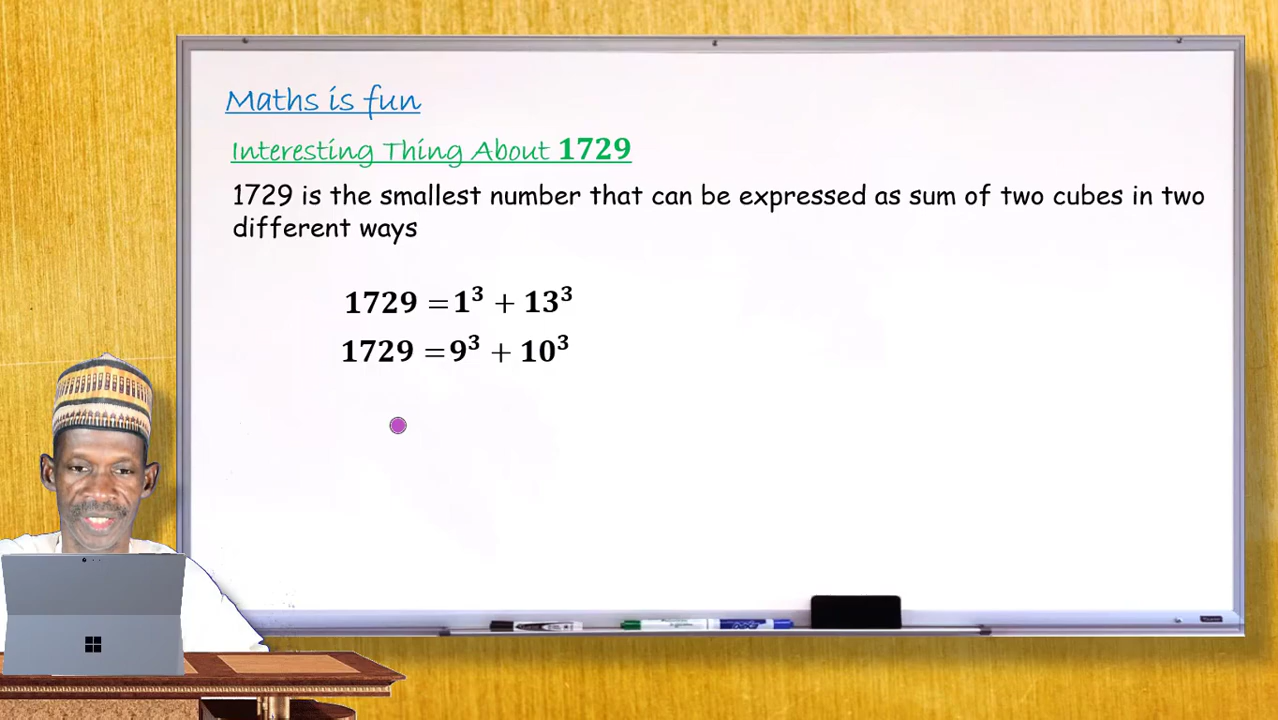 Maths is fun
Interesting Thing About 1729
1729 is the smallest number that can be expressed as sum of two cubes in two
different ways
1729 = 1³ + 13³
1729 = 9³ + 10³